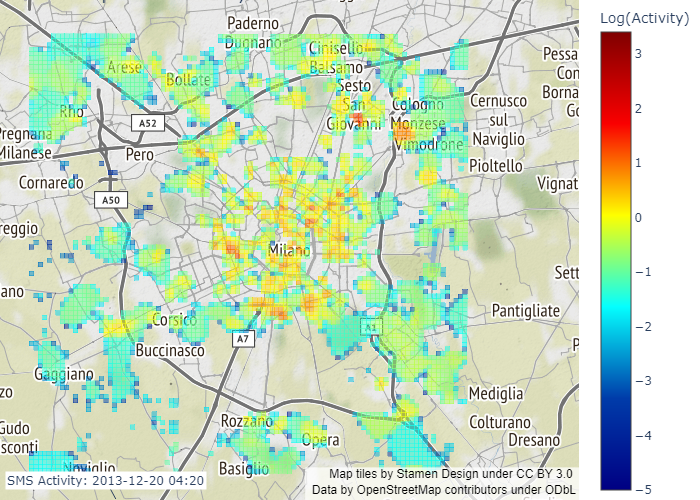 Log(Activity)
Paderno
Dugnano
Cinisello
Balsamo
Pessa
Con
Borna
Go
Arese
Bollate
Sesto
San
Giovanni
Cologno
Monzese
Cernusco
sul
Naviglio
Rho
A52
Vimodrone
Pregnana
Milanese
Pero
Pioltello
Cornaredo
Vignat
A50
reggio
Milano
Sett
ano
Corsico
A1
Pantigliate
A7
Buccinasco
P
Gaggiano
zo
Mediglia
Gudo
sconti
Rozzano
Opera
Colturano
Dresano
Noviglio
Basiglio
SMS Activity: 2013-12-20 04:20
Map tiles by Stamen Design under CC BY 3.0
Data by OpenStreetMap contributors under ODbL
3
2
1
0
−1
−2
−3
−4
−5